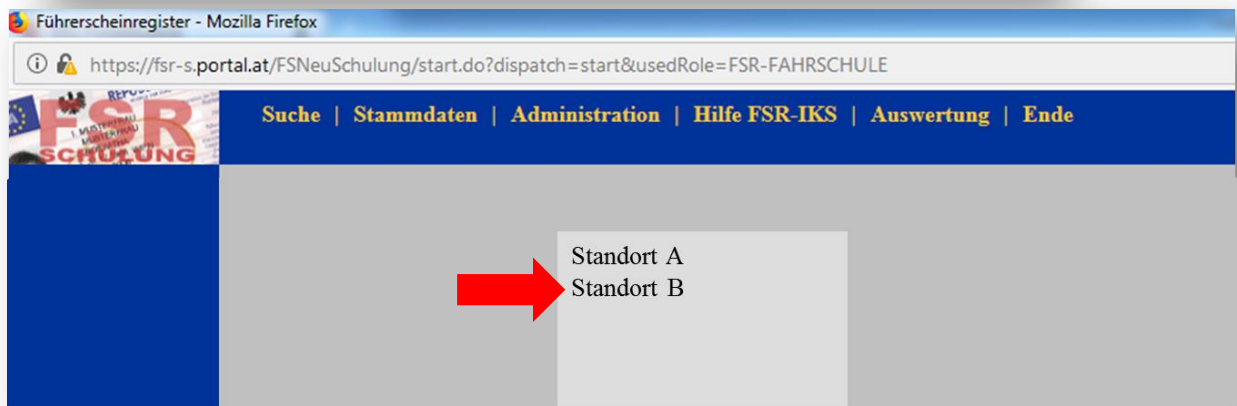 Führerscheinregister - Mozilla Firefox
https://fsr-s.portal.at/FSNeuSchulung/start.do?dispatch=start&usedRole=FSR-FAHRSCHULE
FSR
SCHULUNG
Suche | Stammdaten | Administration | Hilfe FSR-IKS | Auswertung | Ende
Standort A
Standort B